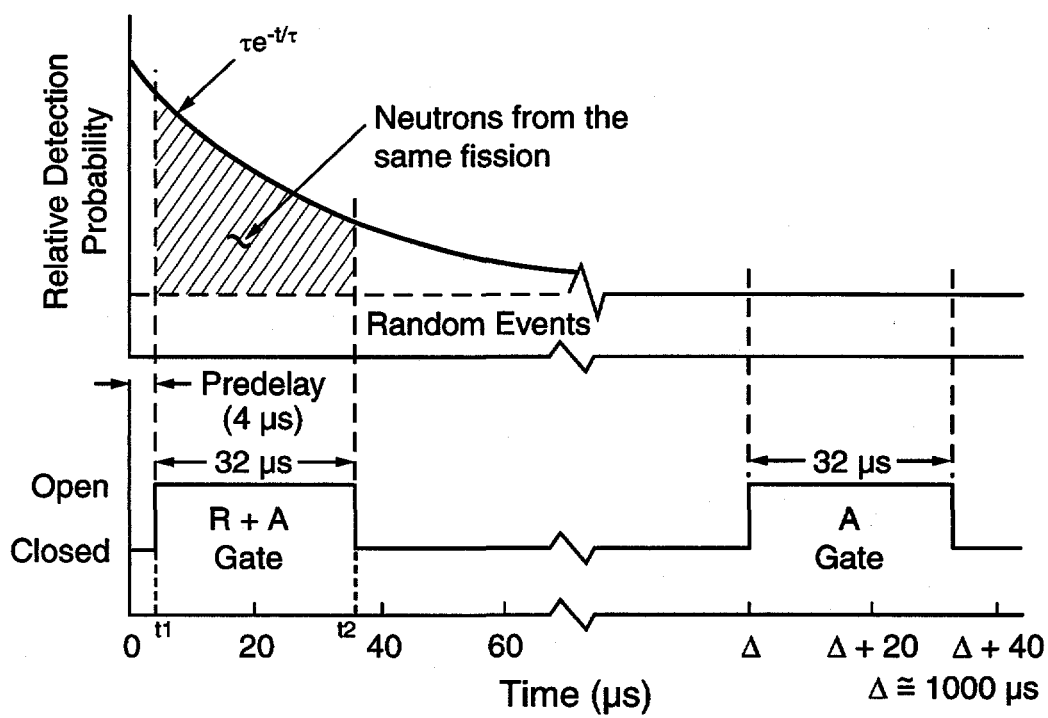 τe-t/τ
Neutrons from the
same fission
Relative Detection
Probability
Random Events
Predelay
(4 µs)
32 µs
32 µs
Open
R + A
A
Closed
Gate
Gate
0
t1
20
t2
40
60
Δ
Δ + 20
Δ + 40
Time (µs)
Δ ≅ 1000 µs